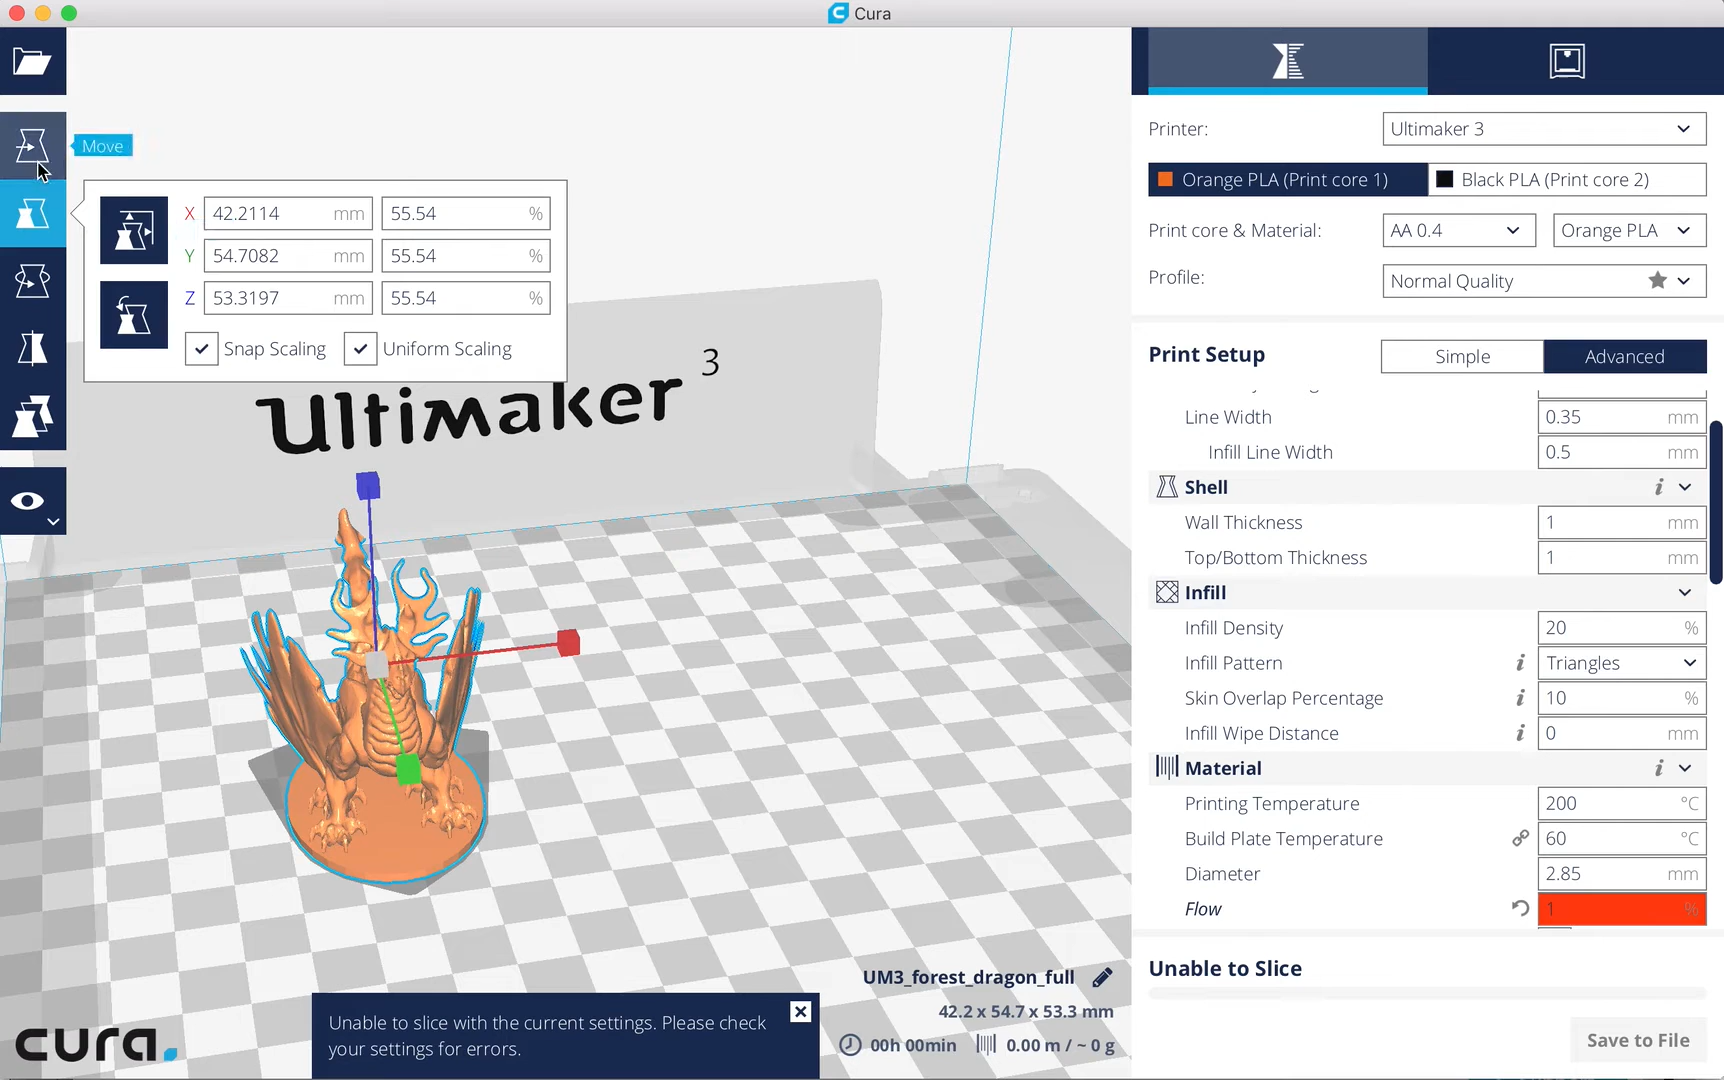 Cura
Move
X 42.2114 mm 55.54 %
Y 54.7082 mm 55.54 %
Z 53.3197 mm 55.54 %
Snap Scaling Uniform Scaling
Ultimaker 3
Printer: Ultimaker 3
Orange PLA (Print core 1) Black PLA (Print core 2)
Print core & Material: AA 0.4 Orange PLA
Profile: Normal Quality
Print Setup Simple Advanced
Line Width 0.35 mm
Infill Line Width 0.5 mm
Shell i
Wall Thickness 1 mm
Top/Bottom Thickness 1 mm
Infill
Infill Density 20 %
Infill Pattern i Triangles
Skin Overlap Percentage i 10 %
Infill Wipe Distance i 0 mm
Material i
Printing Temperature 200 °C
Build Plate Temperature 60 °C
Diameter 2.85 mm
Flow 1 %
Unable to Slice
Save to File
UM3_forest_dragon_full
42.2 x 54.7 x 53.3 mm
00h 00min 0.00 m / ~ 0 g
Unable to slice with the current settings. Please check
your settings for errors.
cura.